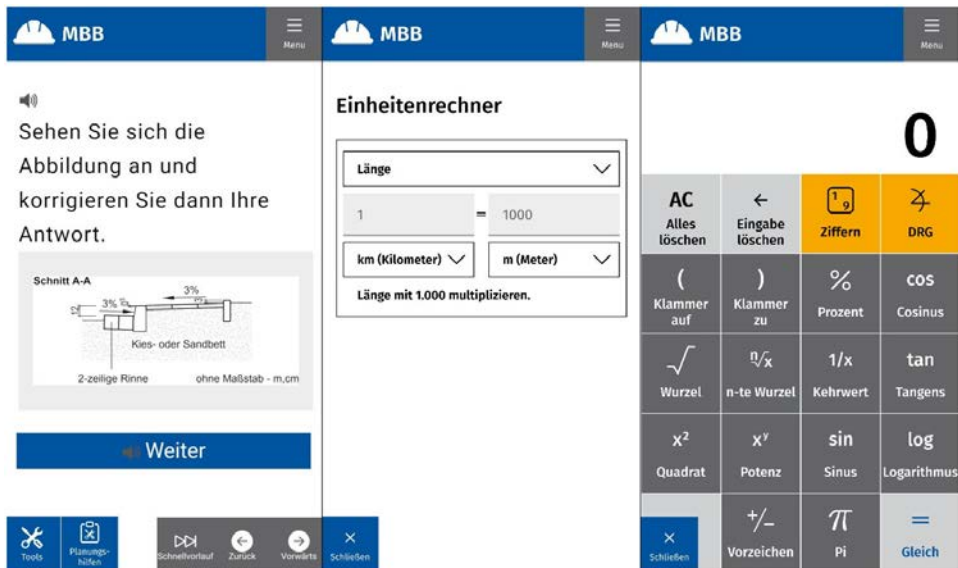 MBB
Menu
Sehen Sie sich die
Abbildung an und
korrigieren Sie dann Ihre
Antwort.
Schnitt A-A
3%
3%
12
Kies- oder Sandbett
2-zeilige Rinne
ohne Maßstab - m,cm
Weiter
Tools
Planungs-
hilfen
Schnellvorlauf
Zurück
Vorwärts
MBB
Menu
Einheitenrechner
Länge
1 = 1000
km (Kilometer)
m (Meter)
Länge mit 1.000 multiplizieren.
Schließen
MBB
Menu
0
AC
Alles
löschen
←
Eingabe
löschen
1 9
Ziffern
DRG
(
Klammer
auf
)
Klammer
zu
%
Prozent
cos
Cosinus
√
Wurzel
n√x
n-te Wurzel
1/x
Kehrwert
tan
Tangens
x²
Quadrat
xʸ
Potenz
sin
Sinus
log
Logarithmus
Schließen
+/-
Vorzeichen
π
Pi
=
Gleich